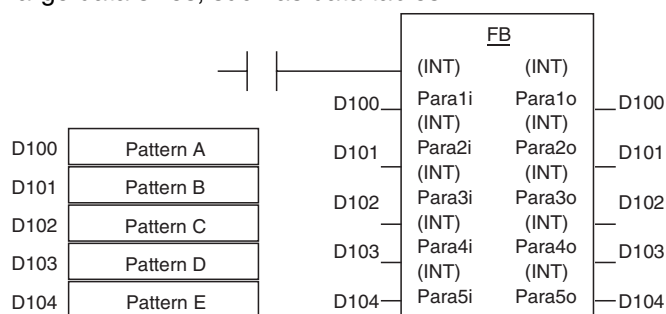 large data sizes, such as data tables.
FB
(INT) (INT)
D100 Para1i Para1o D100
(INT) (INT)
D100 Pattern A
D101 Para2i Para2o D101
(INT) (INT)
D101 Pattern B
D102 Para3i Para3o D102
(INT) (INT)
D102 Pattern C
D103 Para4i Para4o D103
(INT) (INT)
D103 Pattern D
D104 Para5i Para5o D104
D104 Pattern E